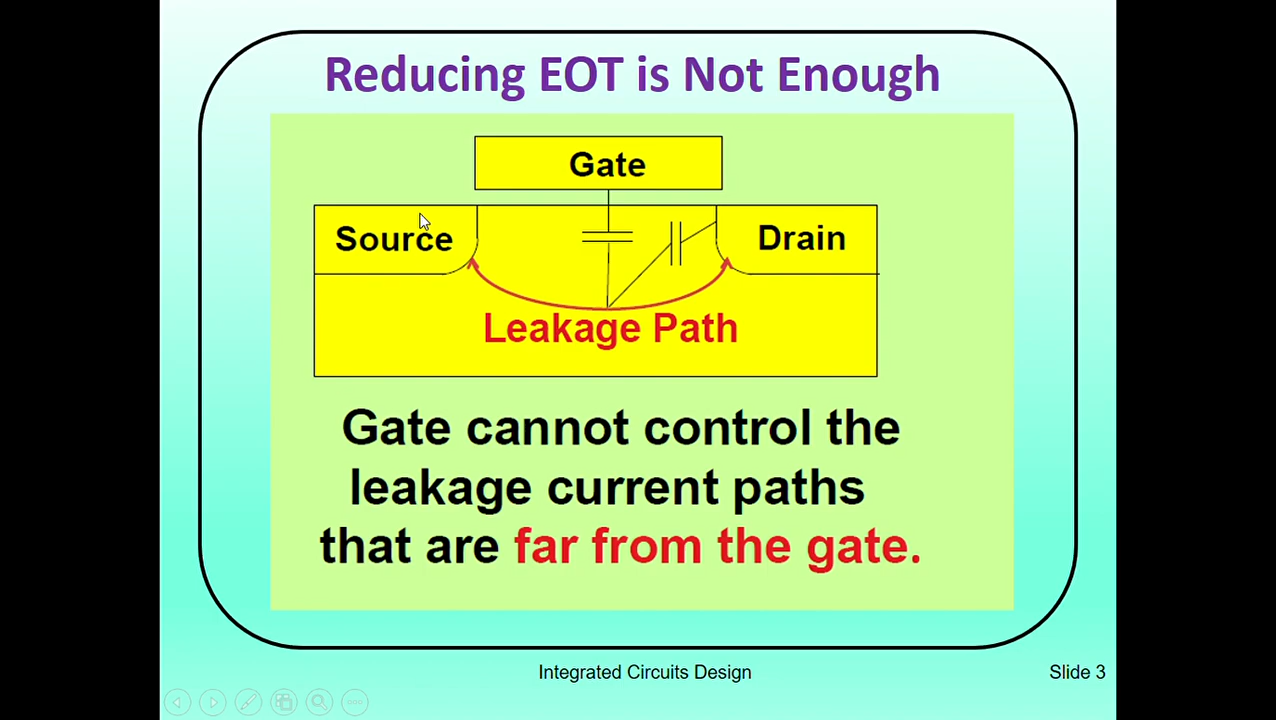 Reducing EOT is Not Enough
Gate
Source
Drain
Leakage Path
Gate cannot control the
leakage current paths
that are far from the gate.
Integrated Circuits Design
Slide 3